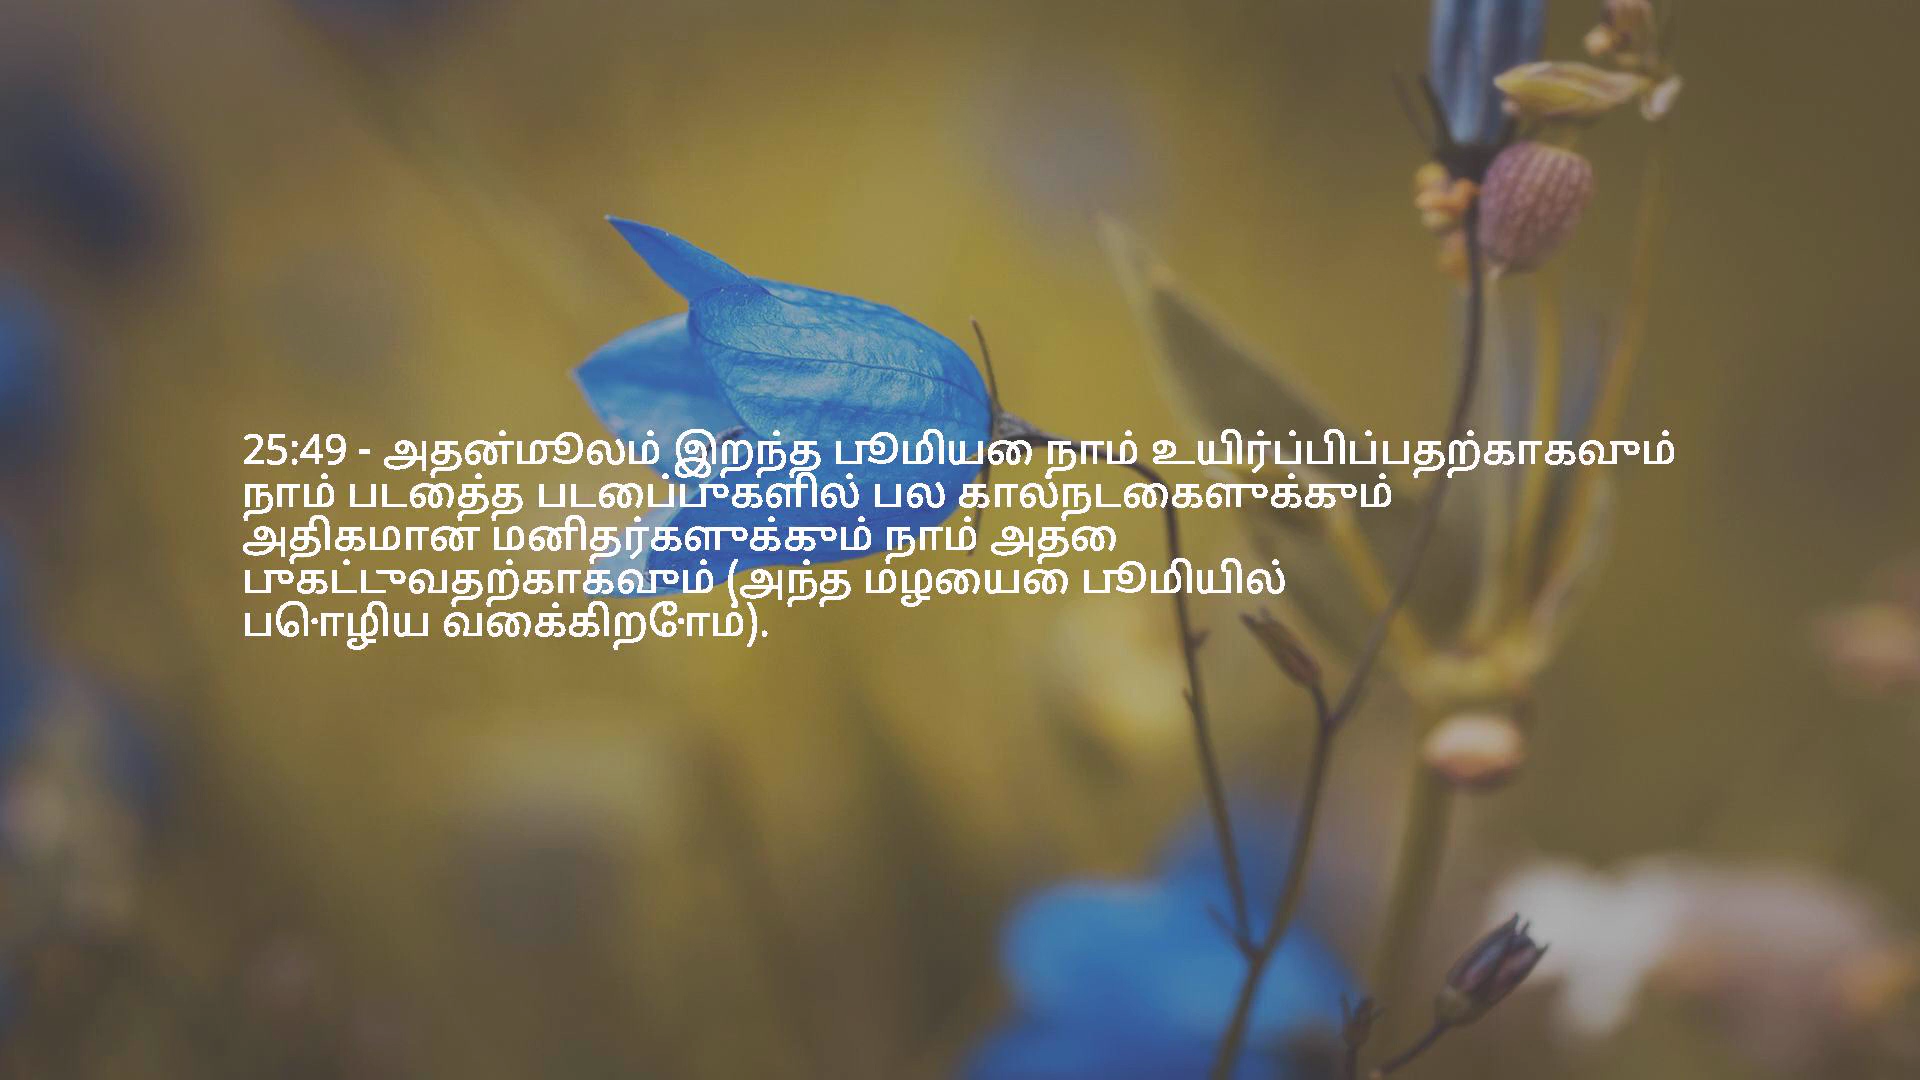 25:49 - அதன்மூலம் இறந்த பூமியை நாம் உயிர்ப்பிப்பதற்காகவும்
நாம் படைத்த படைப்புகளில் பல கால்நடைகளுக்கும்
அதிகமான மனிதர்களுக்கும் நாம் அதை
புகட்டுவதற்காகவும் (அந்த மழையை பூமியில்
பொழிய வைக்கிறோம்).